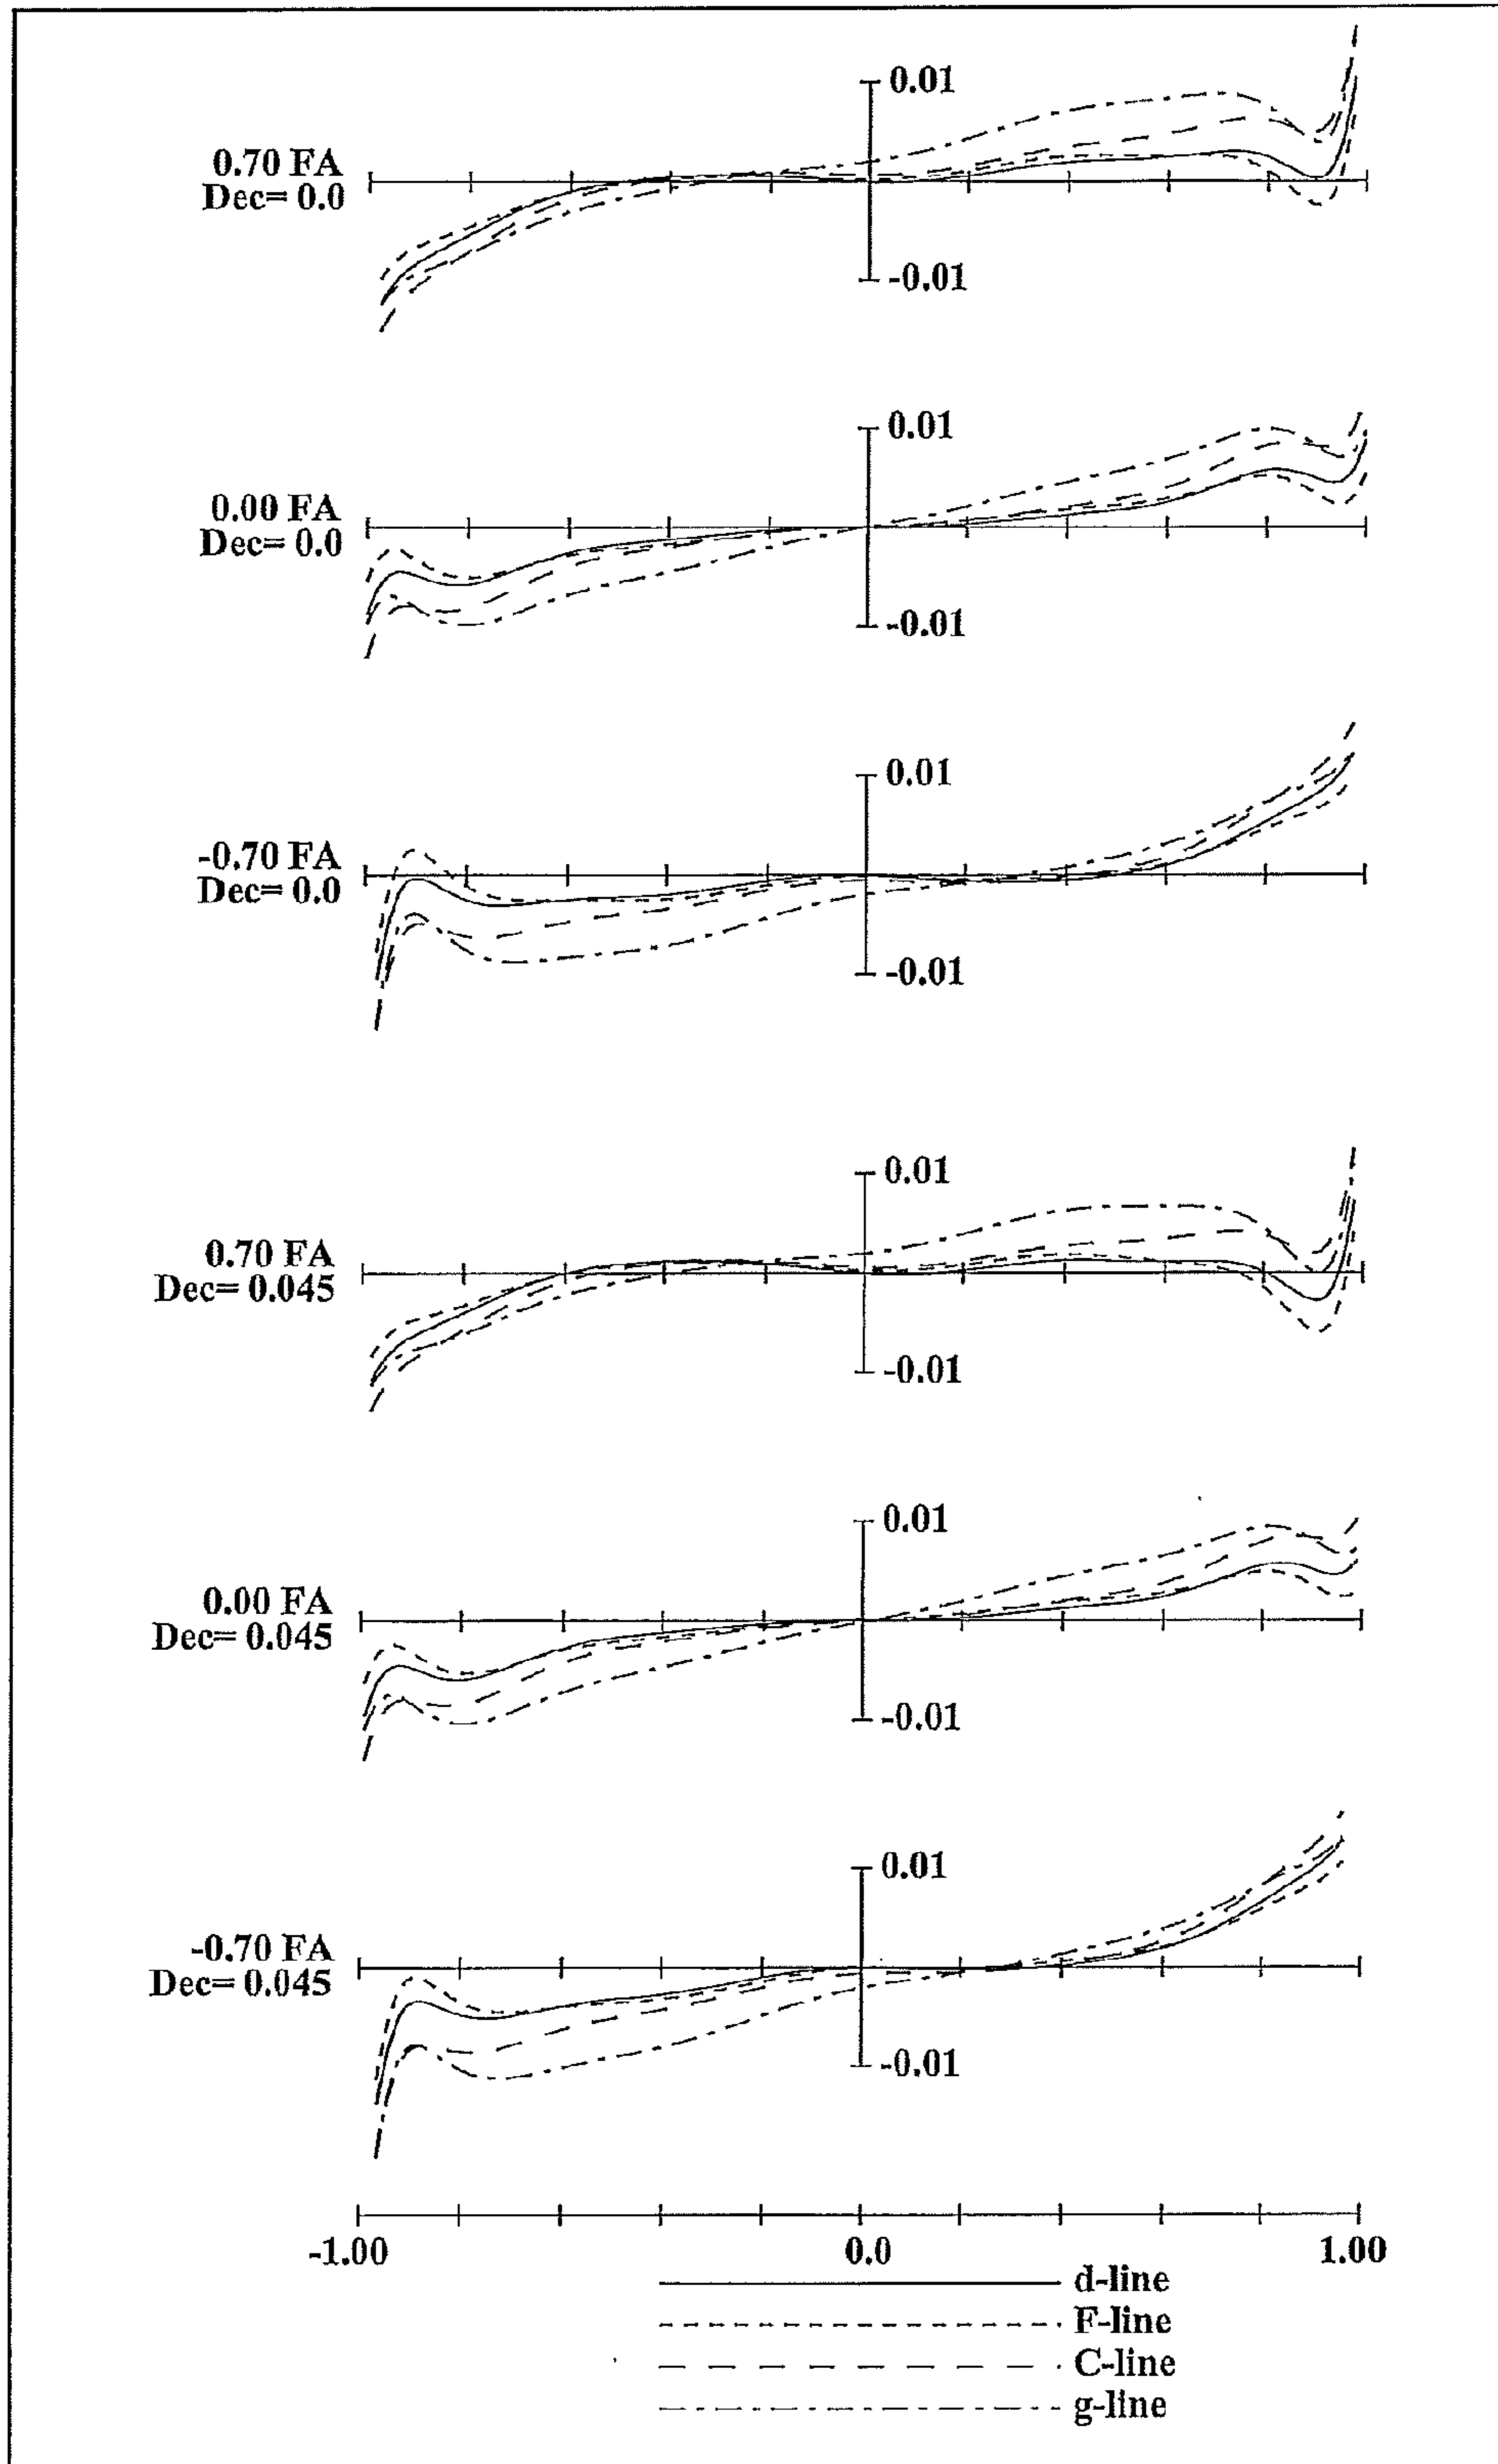 0.01
0.70 FA
Dec= 0.0
-0.01
0.01
0.00 FA
Dec= 0.0
-0.01
0.01
-0.70 FA
Dec= 0.0
-0.01
0.01
0.70 FA
Dec= 0.045
-0.01
0.01
0.00 FA
Dec= 0.045
-0.01
0.01
-0.70 FA
Dec= 0.045
-0.01
-1.00 0.0 1.00
d-line
F-line
C-line
g-line